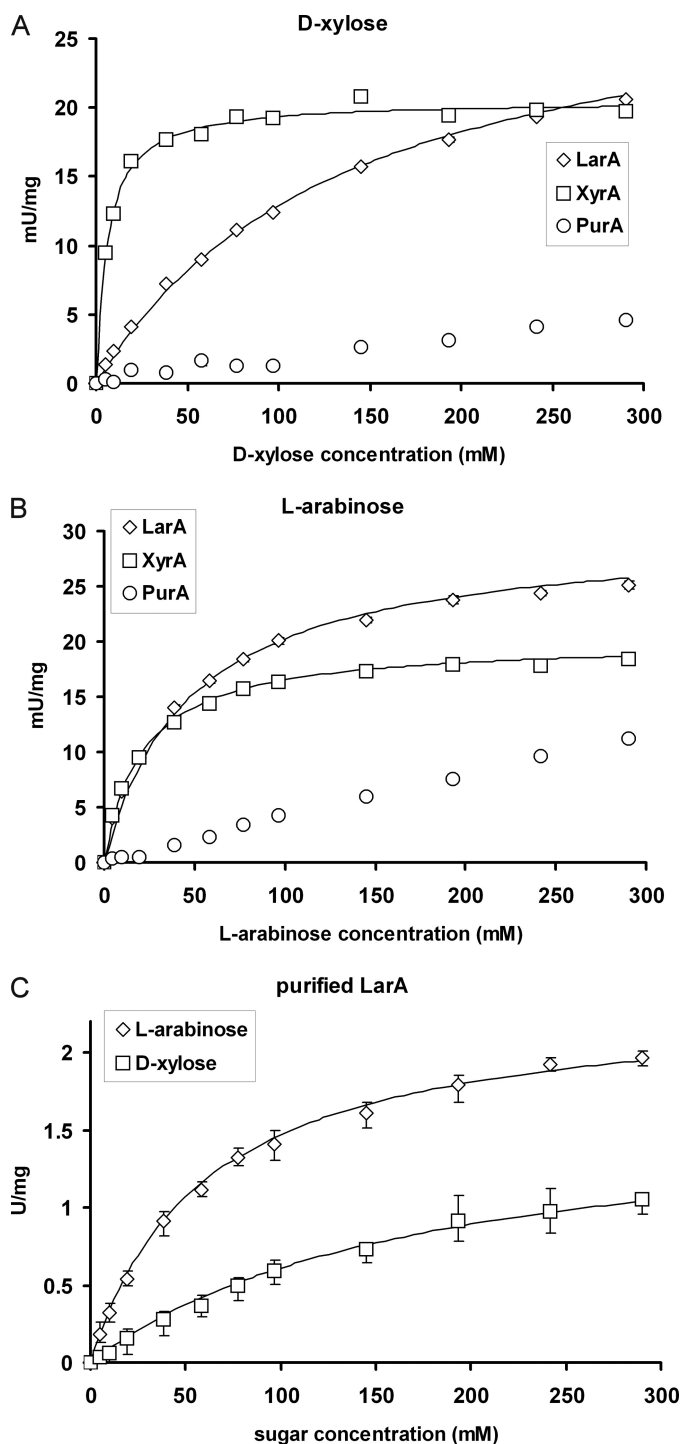 A
D-xylose
25
20
15
10
5
0
mU/mg
LarA
XyrA
PurA
0 50 100 150 200 250 300
D-xylose concentration (mM)
B
L-arabinose
LarA
XyrA
PurA
30
25
20
15
10
5
0
mU/mg
0 50 100 150 200 250 300
L-arabinose concentration (mM)
C
purified LarA
L-arabinose
D-xylose
2
1.5
1
0.5
0
U/mg
0 50 100 150 200 250 300
sugar concentration (mM)